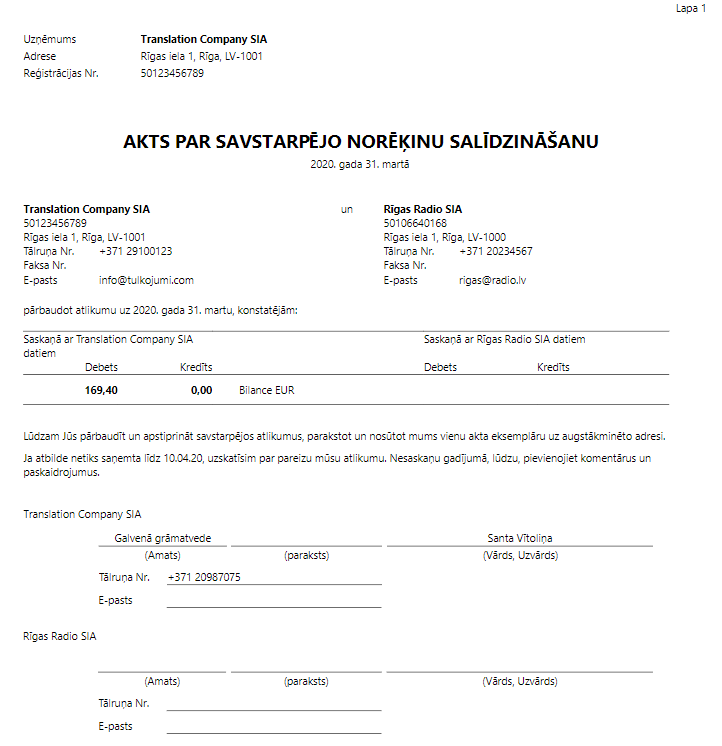 Lapa 1
Uzņēmums Translation Company SIA
Adrese Rīgas iela 1, Rīga, LV-1001
Reģistrācijas Nr. 50123456789
AKTS PAR SAVSTARPĒJO NORĒĶINU SALĪDZINĀŠANU
2020. gada 31. martā
Translation Company SIA un Rīgas Radio SIA
50123456789 50106640168
Rīgas iela 1, Rīga, LV-1001 Rīgas iela 1, Rīga, LV-1000
Tālruņa Nr. +371 29100123 Tālruņa Nr. +371 20234567
Faksa Nr. Faksa Nr.
E-pasts info@tulkojumi.com E-pasts rigas@radio.lv
pārbaudot atlikumu uz 2020. gada 31. martu, konstatējām:
Saskaņā ar Translation Company SIA Saskaņā ar Rīgas Radio SIA datiem
datiem
Debets Kredīts Debets Kredīts
169,40 0,00 Bilance EUR
Lūdzam Jūs pārbaudīt un apstiprināt savstarpējos atlikumus, parakstot un nosūtot mums vienu akta eksemplāru uz augstākminēto adresi.
Ja atbilde netiks saņemta līdz 10.04.20, uzskatīsim par pareizu mūsu atlikumu. Nesaskaņu gadījumā, lūdzu, pievienojiet komentārus un
paskaidrojumus.
Translation Company SIA
Galvenā grāmatvede Santa Vītoliņa
(Amats) (paraksts) (Vārds, Uzvārds)
Tālruņa Nr. +371 20987075
E-pasts
Rīgas Radio SIA
(Amats) (paraksts) (Vārds, Uzvārds)
Tālruņa Nr.
E-pasts